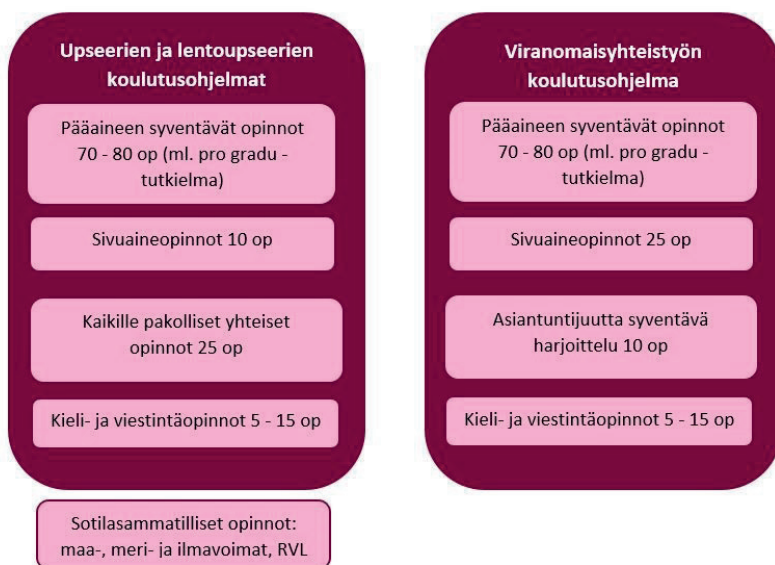 Upseerien ja lentoupseerien
koulutusohjelmat
Pääaineen syventävät opinnot
70 - 80 op (ml. pro gradu -
tutkielma)
Sivuaineopinnot 10 op
Kaikille pakolliset yhteiset
opinnot 25 op
Kieli- ja viestintäopinnot 5 - 15 op
Sotilasammatilliset opinnot:
maa-, meri- ja ilmavoimat, RVL
Viranomaisyhteistyön
koulutusohjelma
Pääaineen syventävät opinnot
70 - 80 op (ml. pro gradu -
tutkielma)
Sivuaineopinnot 25 op
Asiantuntijuutta syventävä
harjoittelu 10 op
Kieli- ja viestintäopinnot 5 - 15 op